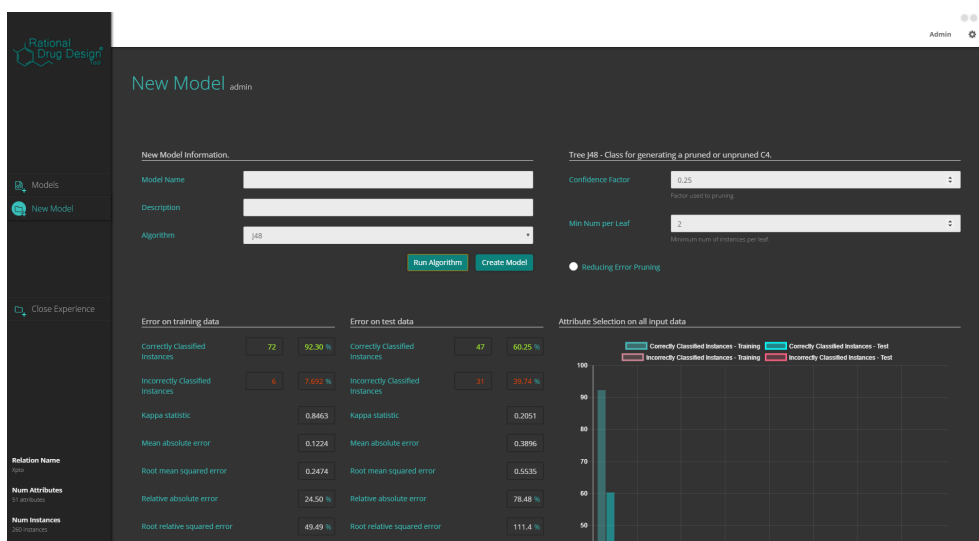 Rational
Drug Design
Admin
New Model admin
New Model Information.
Model Name
Description
Algorithm
J48
Run Algorithm
Create Model
Tree J48 - Class for generating a pruned or unpruned C4.
Confidence Factor
0.25
Factor used to pruning.
Min Num per Leaf
2
Minimum num of instances per leaf.
Reducing Error Pruning
Models
New Model
Close Experience
Relation Name
Xpto
Num Attributes
51 attributes
Num Instances
260 instances
Error on training data
Correctly Classified
Instances
72 92.30 %
Incorrectly Classified
Instances
6 7.692 %
Kappa statistic 0.8463
Mean absolute error 0.1224
Root mean squared error 0.2474
Relative absolute error 24.50 %
Root relative squared error 49.49 %
Error on test data
Correctly Classified
Instances
47 60.25 %
Incorrectly Classified
Instances
31 39.74 %
Kappa statistic 0.2051
Mean absolute error 0.3896
Root mean squared error 0.5535
Relative absolute error 78.48 %
Root relative squared error 111.4 %
Attribute Selection on all input data
Correctly Classified Instances - Training Correctly Classified Instances - Test
Incorrectly Classified Instances - Training Incorrectly Classified Instances - Test
100
90
80
70
60
50